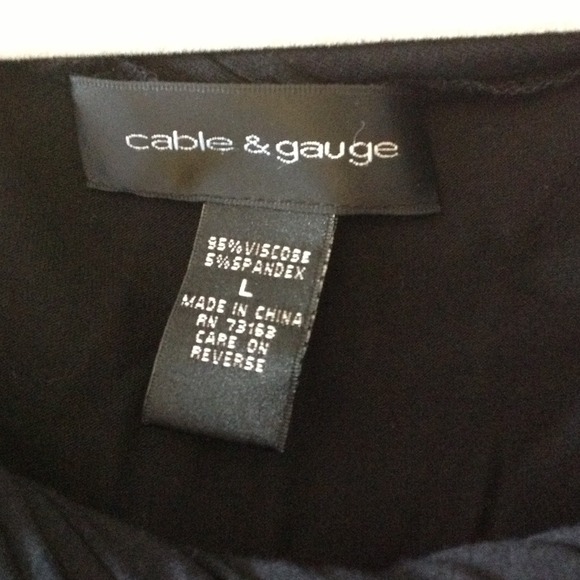 cable & gauge
95%VISCOSE
5%SPANDEX
L
MADE IN CHINA
RN 73163
CARE ON
REVERSE